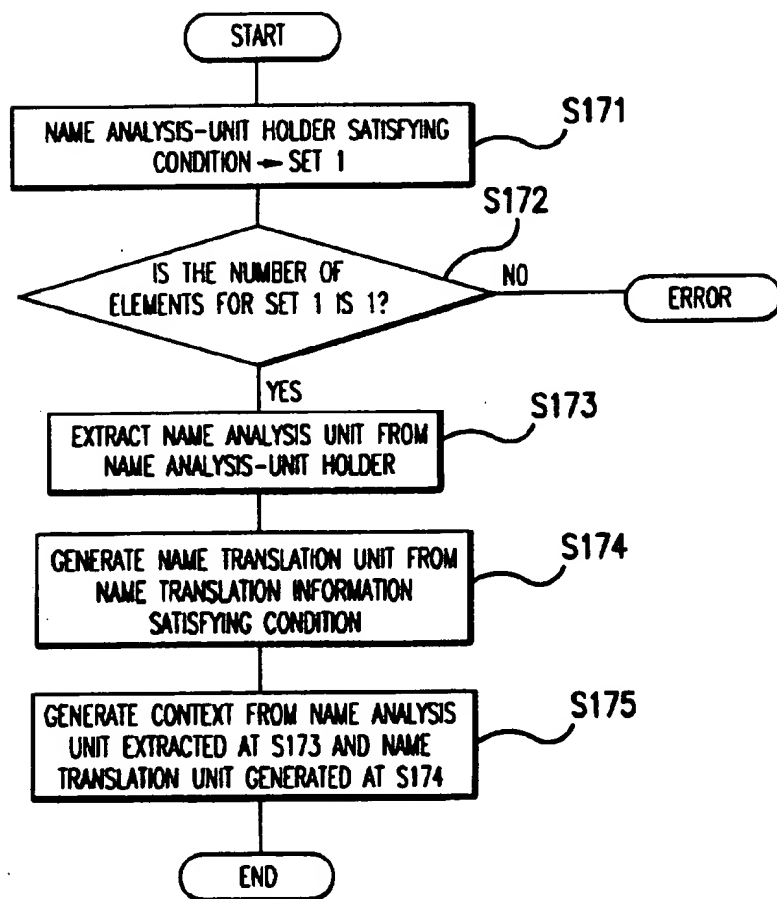 START
NAME ANALYSIS-UNIT HOLDER SATISFYING
CONDITION → SET 1
S171
S172
IS THE NUMBER OF
ELEMENTS FOR SET 1 IS 1?
NO
ERROR
YES
S173
EXTRACT NAME ANALYSIS UNIT FROM
NAME ANALYSIS-UNIT HOLDER
S174
GENERATE NAME TRANSLATION UNIT FROM
NAME TRANSLATION INFORMATION
SATISFYING CONDITION
S175
GENERATE CONTEXT FROM NAME ANALYSIS
UNIT EXTRACTED AT S173 AND NAME
TRANSLATION UNIT GENERATED AT S174
END